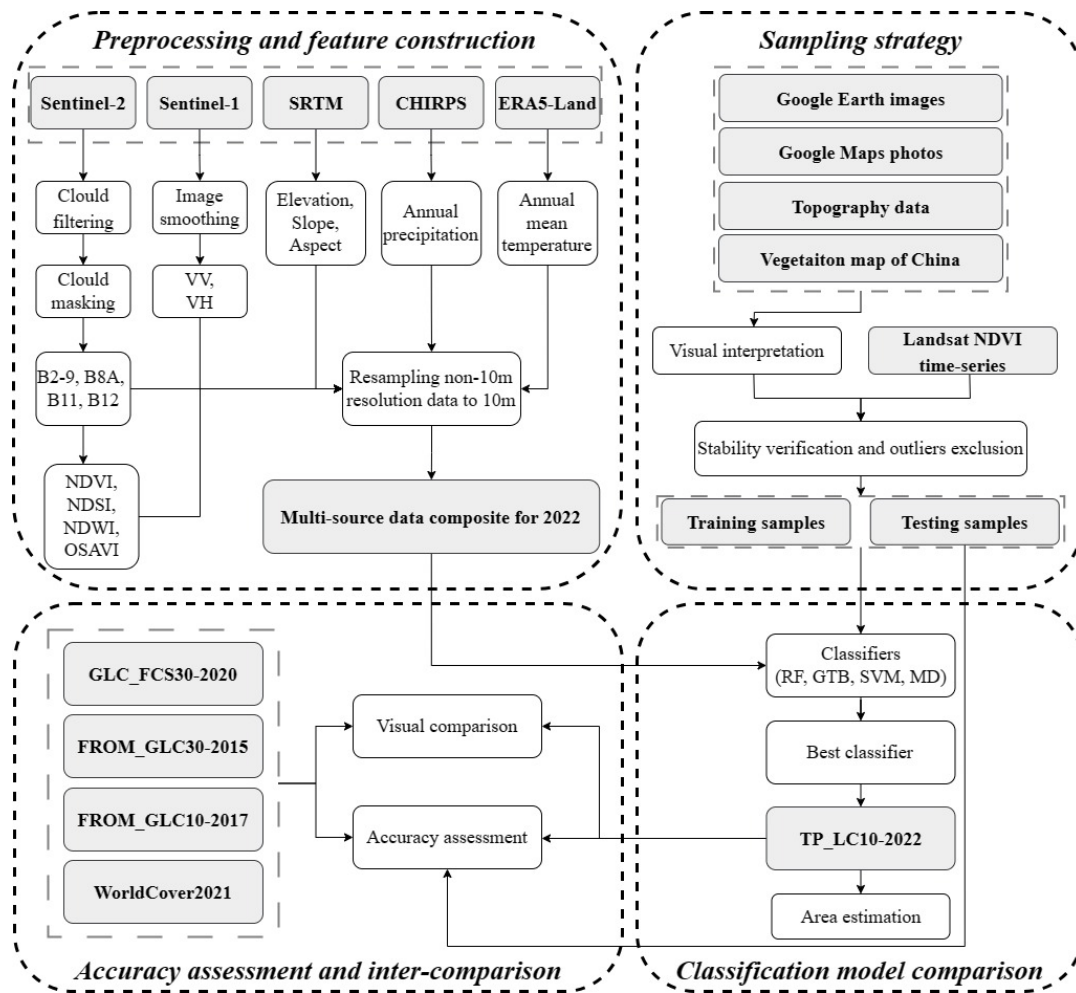 Preprocessing and feature construction
Sentinel-2
Sentinel-1
SRTM
CHIRPS
ERA5-Land
Clould
filtering
Image
smoothing
Elevation,
Slope,
Aspect
Annual
precipitation
Annual
mean
temperature
Clould
masking
VV,
VH
B2-9, B8A,
B11, B12
Resampling non-10m
resolution data to 10m
NDVI,
NDSI,
NDWI,
OSAVI
Multi-source data composite for 2022
Sampling strategy
Google Earth images
Google Maps photos
Topography data
Vegetaiton map of China
Visual interpretation
Landsat NDVI
time-series
Stability verification and outliers exclusion
Training samples
Testing samples
GLC_FCS30-2020
FROM_GLC30-2015
FROM_GLC10-2017
WorldCover2021
Visual comparison
Accuracy assessment
Accuracy assessment and inter-comparison
Classifiers
(RF, GTB, SVM, MD)
Best classifier
TP_LC10-2022
Area estimation
Classification model comparison